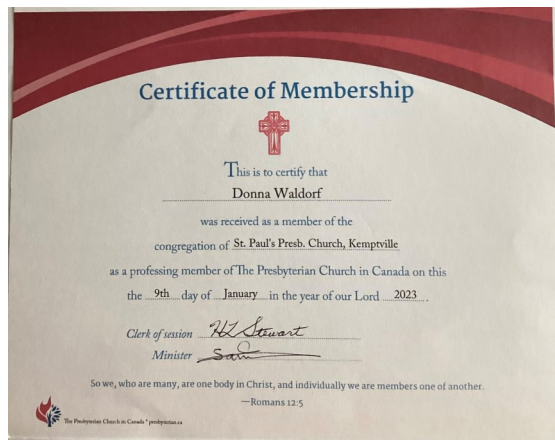 Certificate of Membership
This is to certify that
Donna Waldorf
was received as a member of the
congregation of St. Paul's Presb. Church, Kemptville
as a professing member of The Presbyterian Church in Canada on this
the 9th day of January in the year of our Lord 2023.
Clerk of session HL Stewart
Minister
So we, who are many, are one body in Christ, and individually we are members one of another.
—Romans 12:5
The Presbyterian Church in Canada * presbyterian.ca